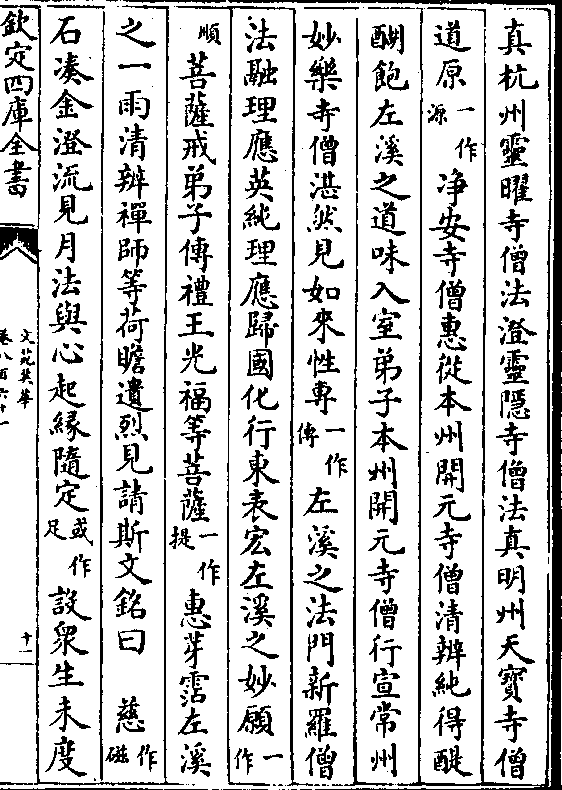 真杭州靈曜寺僧法澄靈隱寺僧法真明州天寶寺僧
道原一作源净安寺僧惠從本州開元寺僧清辨純得醍
醐飽左溪之道味入室弟子本州開元寺僧行宣常州
妙樂寺僧湛然見如來性專一作傳左溪之法門新羅僧
法融理應英純理應歸國化行東表宏左溪之妙願一作
順菩薩戒弟子傳禮王光福等菩薩一作提惠芽霑左溪
之一雨清辨禪師等荷瞻遺烈見請斯文銘曰　慈作磁
石湊金澄流見月法與心起緣隨定或作足設衆生未度
欽定四庫全書
文苑英華
卷八百六十一
十一